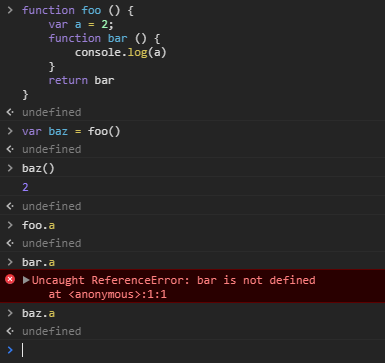 function foo () {
var a = 2;
function bar () {
console.log(a)
}
return bar
}
undefined
var baz = foo()
undefined
baz()
2
undefined
foo.a
undefined
bar.a
Uncaught ReferenceError: bar is not defined
at <anonymous>:1:1
baz.a
undefined